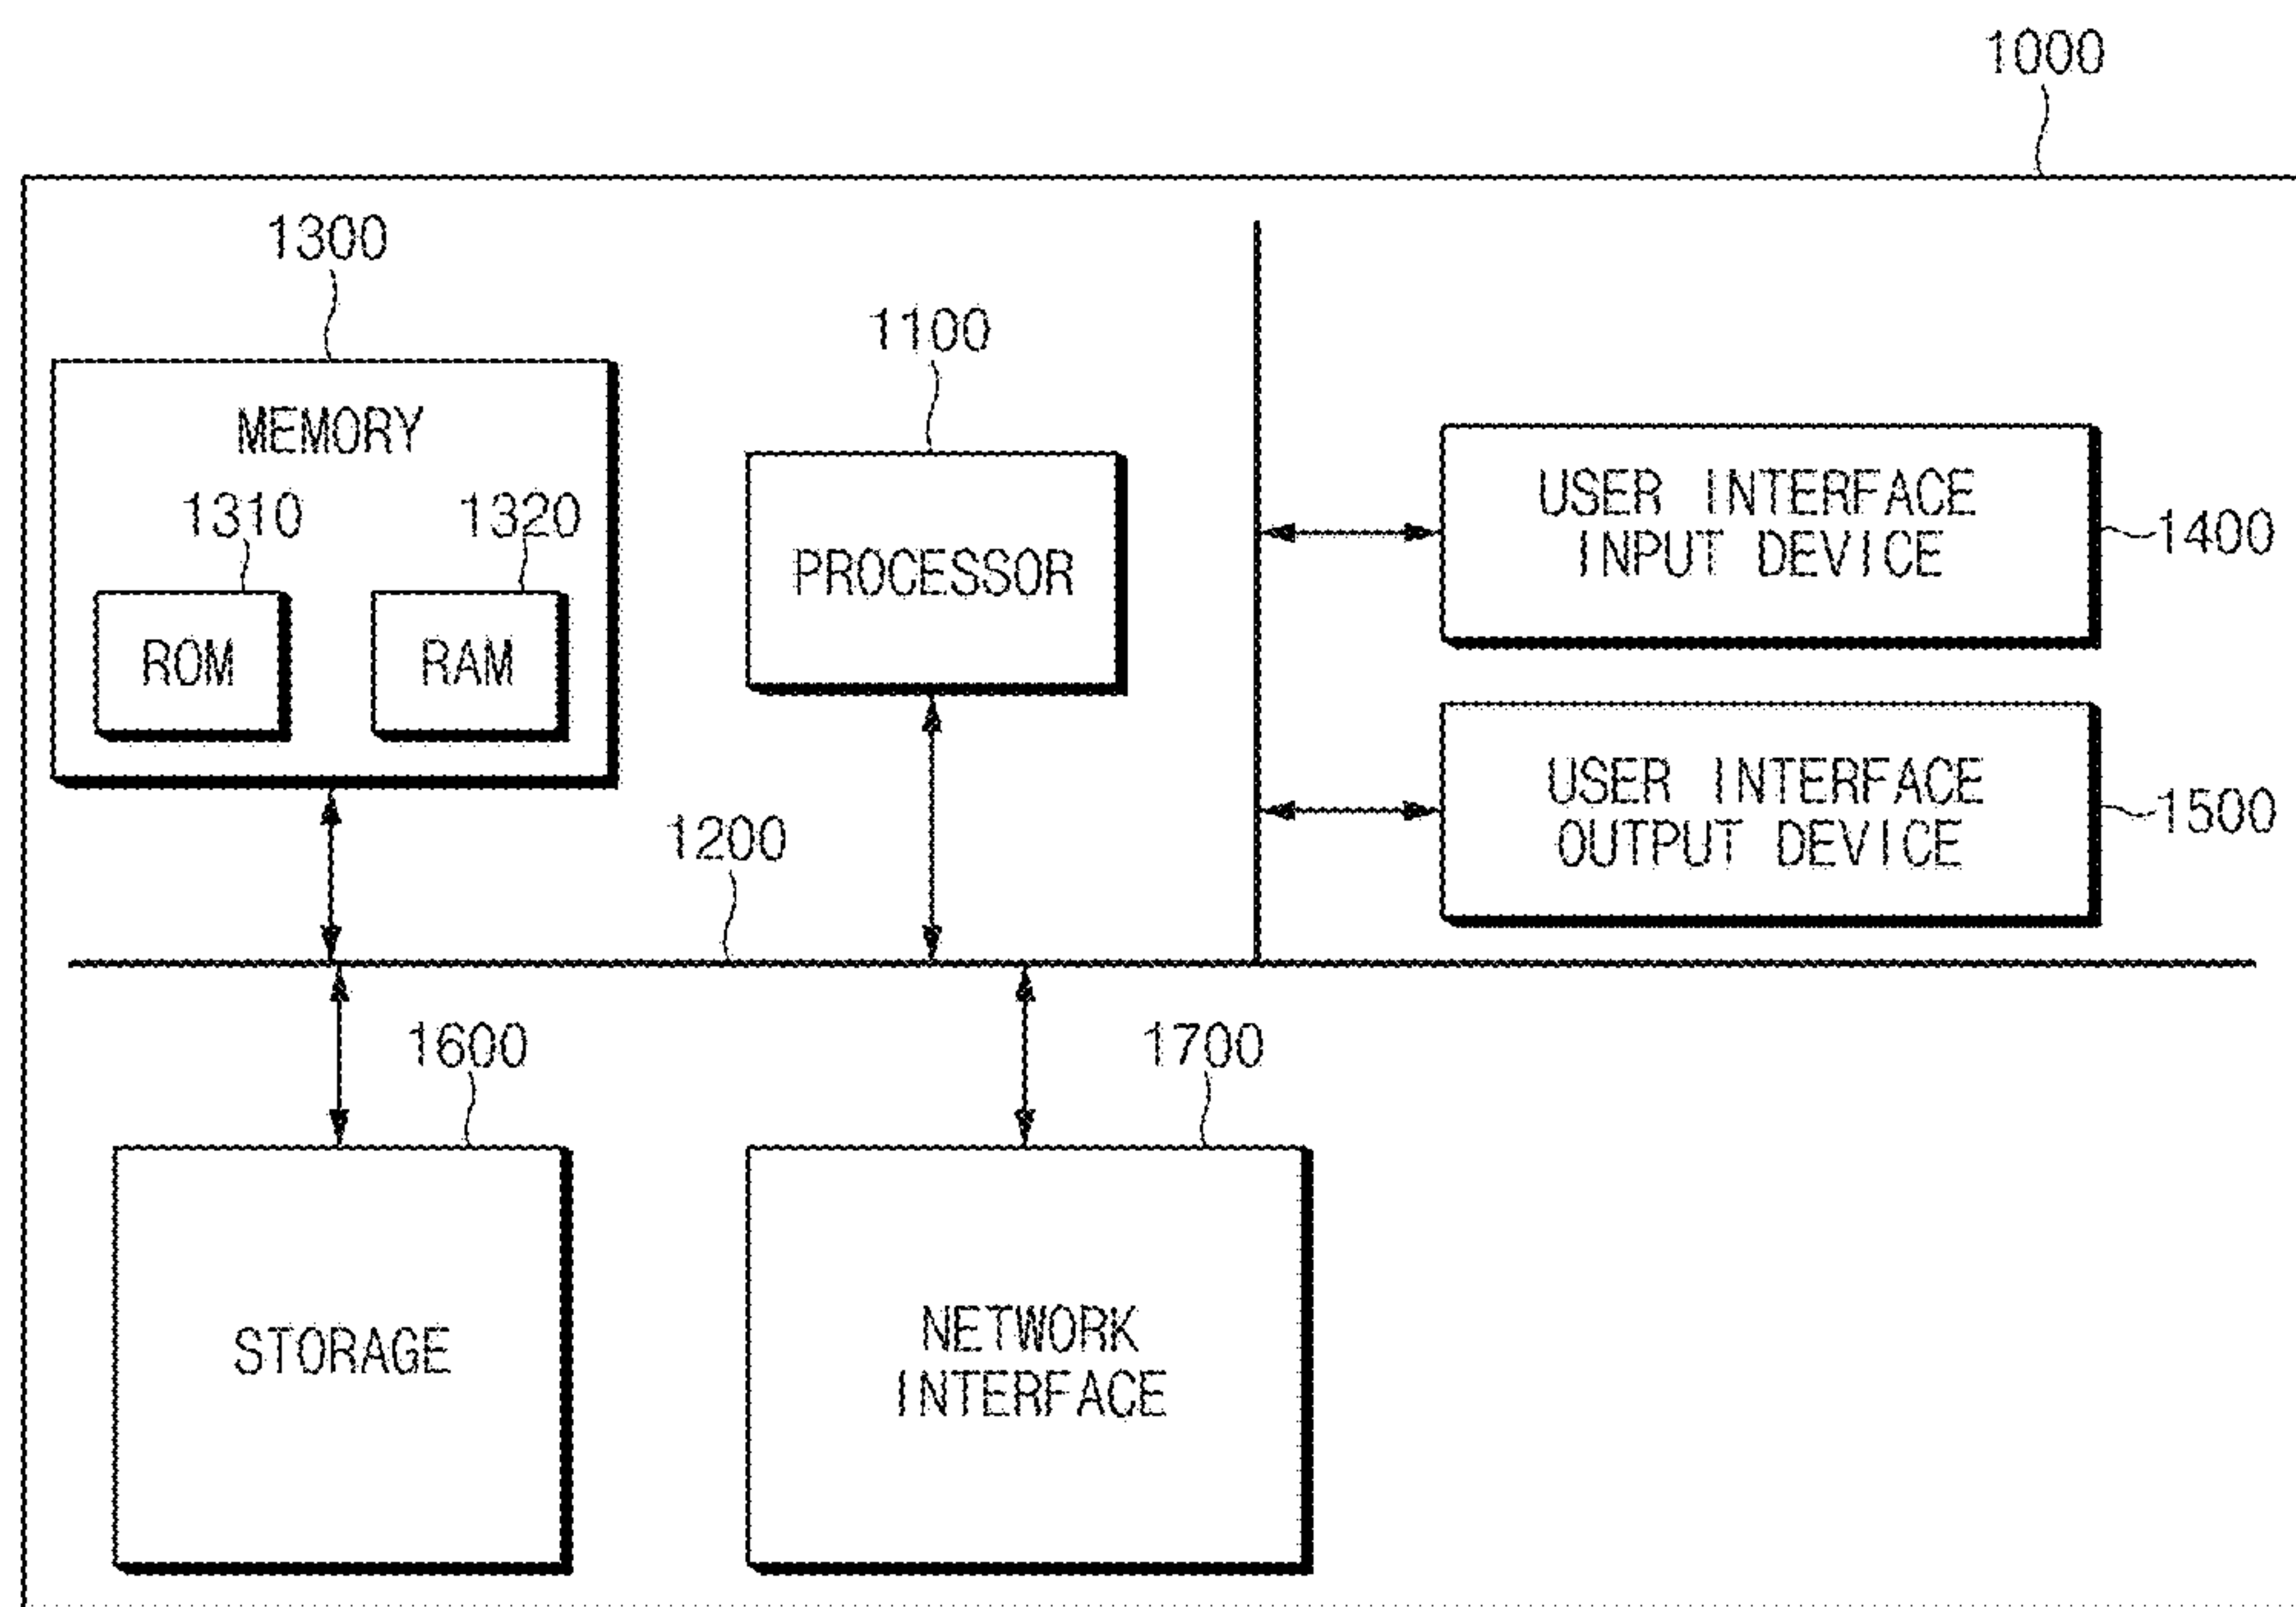 1000
1300
1100
MEMORY
1310
1320
ROM
RAM
PROCESSOR
USER INTERFACE
INPUT DEVICE
1400
USER INTERFACE
OUTPUT DEVICE
1500
1200
1600
1700
STORAGE
NETWORK
INTERFACE